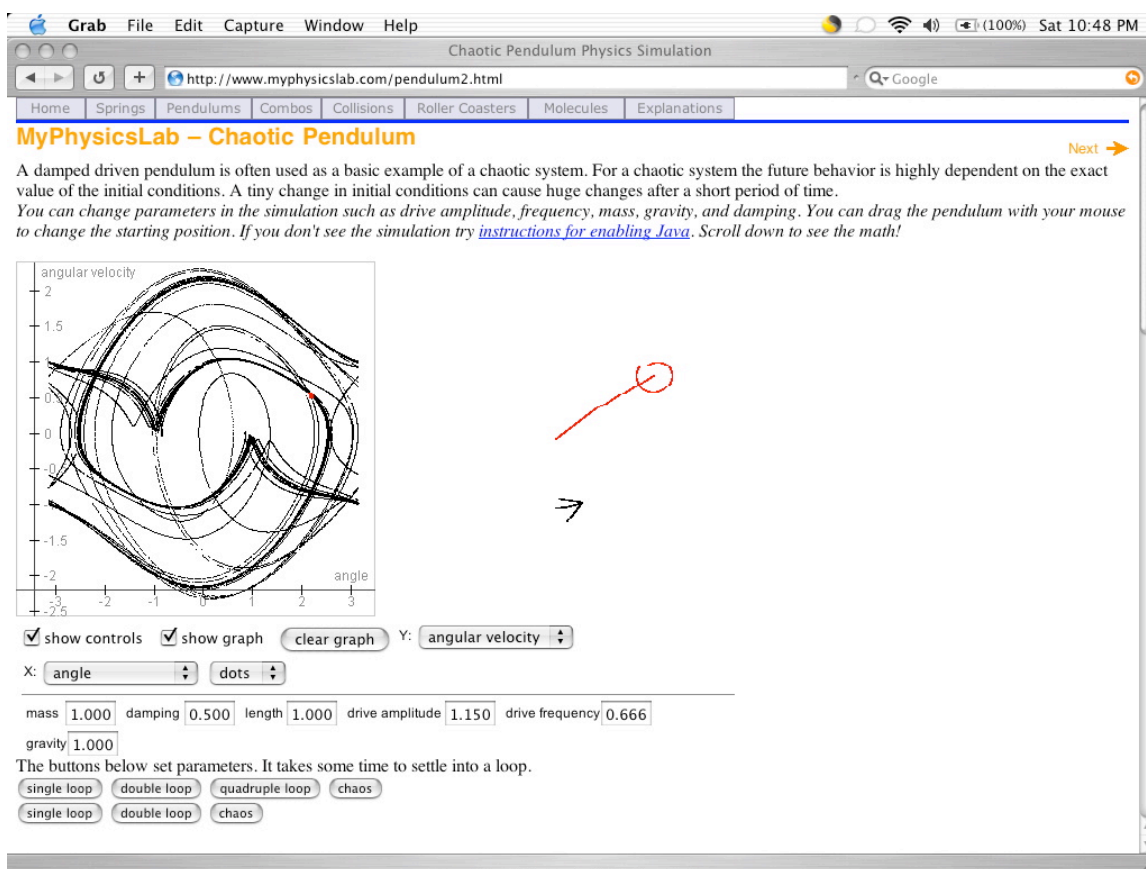 Grab File Edit Capture Window Help (100%) Sat 10:48 PM
Chaotic Pendulum Physics Simulation
http://www.myphysicslab.com/pendulum2.html Google
Home Springs Pendulums Combos Collisions Roller Coasters Molecules Explanations
MyPhysicsLab – Chaotic Pendulum
Next
A damped driven pendulum is often used as a basic example of a chaotic system. For a chaotic system the future behavior is highly dependent on the exact
value of the initial conditions. A tiny change in initial conditions can cause huge changes after a short period of time.
You can change parameters in the simulation such as drive amplitude, frequency, mass, gravity, and damping. You can drag the pendulum with your mouse
to change the starting position. If you don't see the simulation try instructions for enabling Java. Scroll down to see the math!
angular velocity
2
1.5
0
-1.5
-2
angle
-3 -2 -1 0 1 2 3
-2.5
show controls show graph clear graph Y: angular velocity
X: angle dots
mass 1.000 damping 0.500 length 1.000 drive amplitude 1.150 drive frequency 0.666
gravity 1.000
The buttons below set parameters. It takes some time to settle into a loop.
single loop double loop quadruple loop chaos
single loop double loop chaos